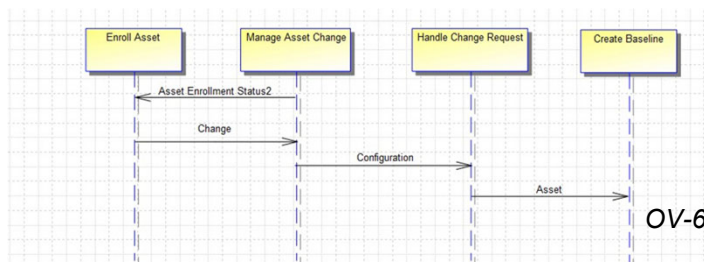 Enroll Asset
Manage Asset Change
Handle Change Request
Create Baseline
Asset Enrollment Status2
Change
Configuration
Asset
OV-6